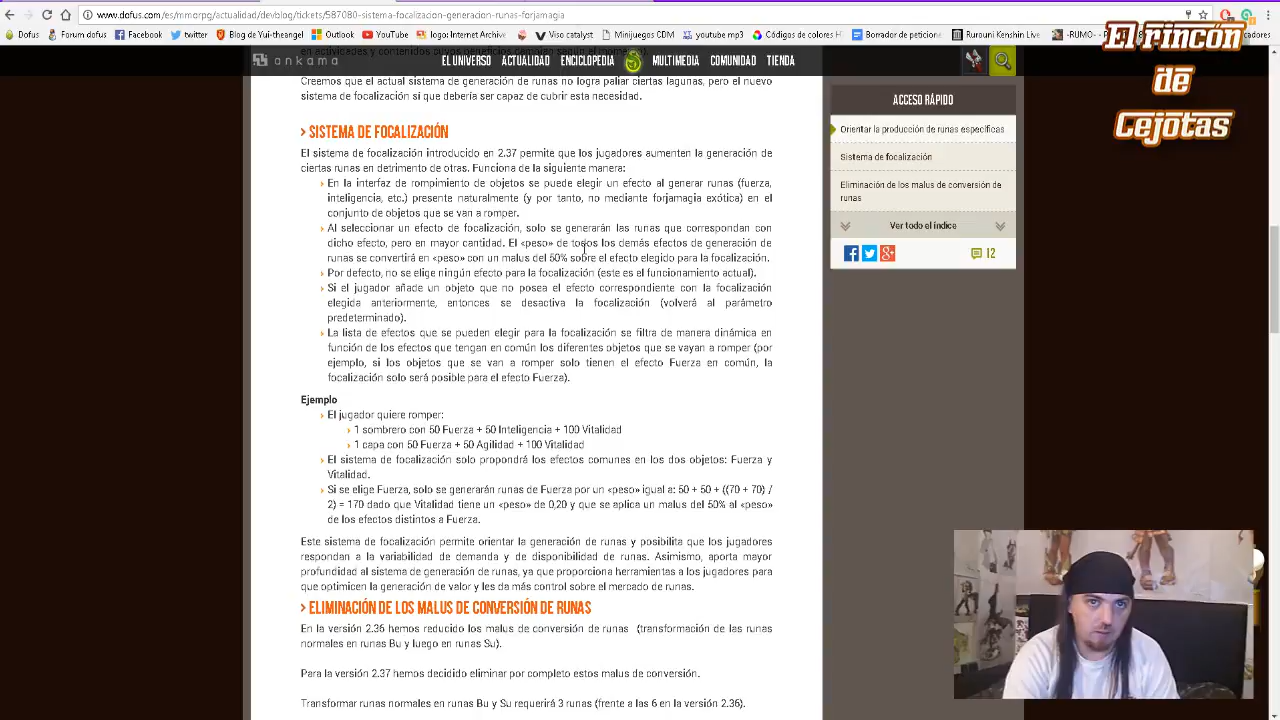 www.dofus.com/es/mmorpg/actualidad/devblog/tickets/587080-sistema-focalizacion-generacion-runas-forjamagia
Dofus
Forum dofus
Facebook
twitter
Blog de Yui-theangel
Outlook
YouTube
logo: Internet Archive
Viso catalyst
Minijuegos CDM
youtube mp3
Códigos de colores H
Borrador de peticione
Rurouni Kenshin Live
-RUMO-
El rincón
de
Cejotas
ankama
EL UNIVERSO
ACTUALIDAD
ENCICLOPEDIA
MULTIMEDIA
COMUNIDAD
TIENDA
Creemos que el actual sistema de generación de runas no logra paliar ciertas lagunas, pero el nuevo
sistema de focalización sí que debería ser capaz de cubrir esta necesidad.
> SISTEMA DE FOCALIZACIÓN
El sistema de focalización introducido en 2.37 permite que los jugadores aumenten la generación de
ciertas runas en detrimento de otras. Funciona de la siguiente manera:
En la interfaz de rompimiento de objetos se puede elegir un efecto al generar runas (fuerza,
inteligencia, etc.) presente naturalmente (y por tanto, no mediante forjamagia exótica) en el
conjunto de objetos que se van a romper.
Al seleccionar un efecto de focalización, solo se generarán las runas que correspondan con
dicho efecto, pero en mayor cantidad. El «peso» de todos los demás efectos de generación de
runas se convertirá en «peso» con un malus del 50% sobre el efecto elegido para la focalización.
Por defecto, no se elige ningún efecto para la focalización (este es el funcionamiento actual).
Si el jugador añade un objeto que no posea el efecto correspondiente con la focalización
elegida anteriormente, entonces se desactiva la focalización (volverá al parámetro
predeterminado).
La lista de efectos que se pueden elegir para la focalización se filtra de manera dinámica en
función de los efectos que tengan en común los diferentes objetos que se vayan a romper (por
ejemplo, si los objetos que se van a romper solo tienen el efecto Fuerza en común, la
focalización solo será posible para el efecto Fuerza).
Ejemplo
El jugador quiere romper:
1 sombrero con 50 Fuerza + 50 Inteligencia + 100 Vitalidad
1 capa con 50 Fuerza + 50 Agilidad + 100 Vitalidad
El sistema de focalización solo propondrá los efectos comunes en los dos objetos: Fuerza y
Vitalidad.
Si se elige Fuerza, solo se generarán runas de Fuerza por un «peso» igual a: 50 + 50 + ((70 + 70) /
2) = 170 dado que Vitalidad tiene un «peso» de 0,20 y que se aplica un malus del 50% al «peso»
de los efectos distintos a Fuerza.
Este sistema de focalización permite orientar la generación de runas y posibilita que los jugadores
respondan a la variabilidad de demanda y de disponibilidad de runas. Asimismo, aporta mayor
profundidad al sistema de generación de runas, ya que proporciona herramientas a los jugadores para
que optimicen la generación de valor y les da más control sobre el mercado de runas.
> ELIMINACIÓN DE LOS MALUS DE CONVERSIÓN DE RUNAS
En la versión 2.36 hemos reducido los malus de conversión de runas (transformación de las runas
normales en runas Bu y luego en runas Su).
Para la versión 2.37 hemos decidido eliminar por completo estos malus de conversión.
Transformar runas normales en runas Bu y Su requerirá 3 runas (frente a las 6 en la versión 2.36).
ACCESO RÁPIDO
Orientar la producción de runas específicas
Sistema de focalización
Eliminación de los malus de conversión de
runas
Ver todo el índice
12